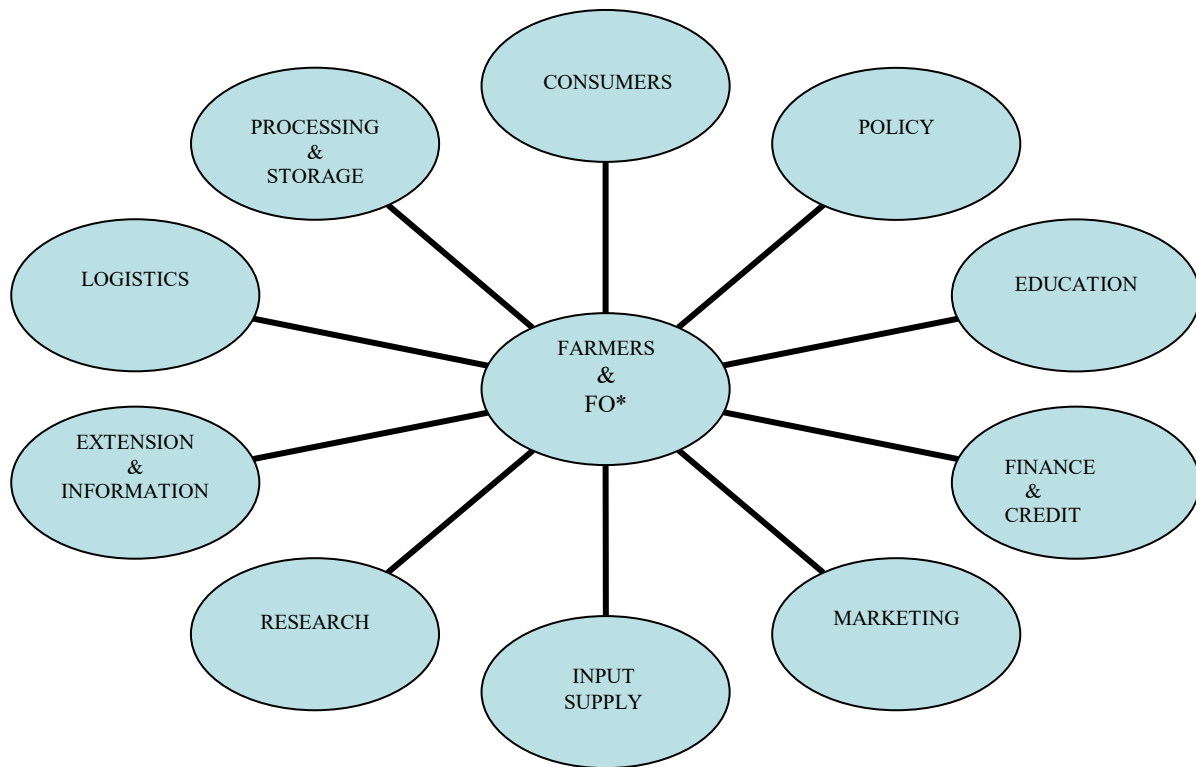 CONSUMERS
POLICY
PROCESSING
&
STORAGE
LOGISTICS
EDUCATION
FARMERS
&
FO*
EXTENSION
&
INFORMATION
FINANCE
&
CREDIT
RESEARCH
MARKETING
INPUT
SUPPLY